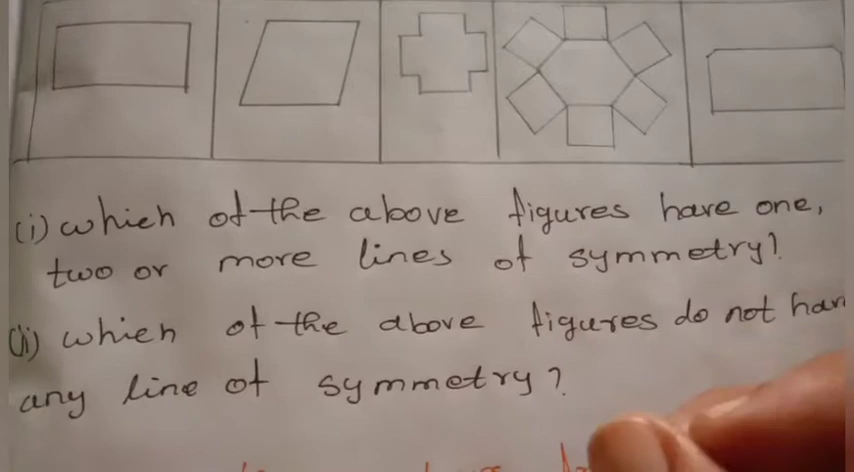 (i) which of the above figures have one,
two or more lines of symmetry?
(ii) which of the above figures do not hav
any line of symmetry?